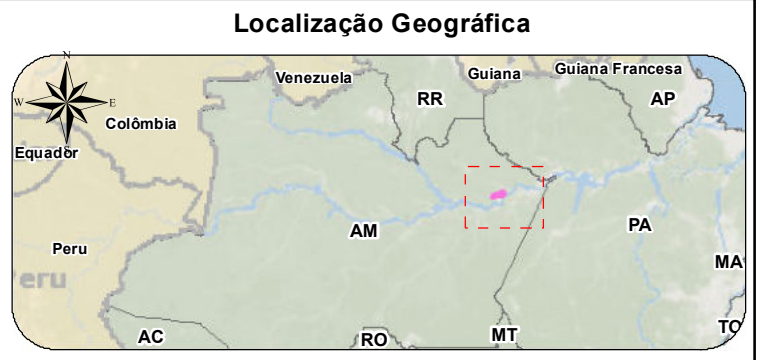 Localização Geográfica
N
W
E
Venezuela
Guiana
Guiana Francesa
RR
AP
Colômbia
Equador
AM
PA
Peru
eru
MA
AC
RO
MT
TO